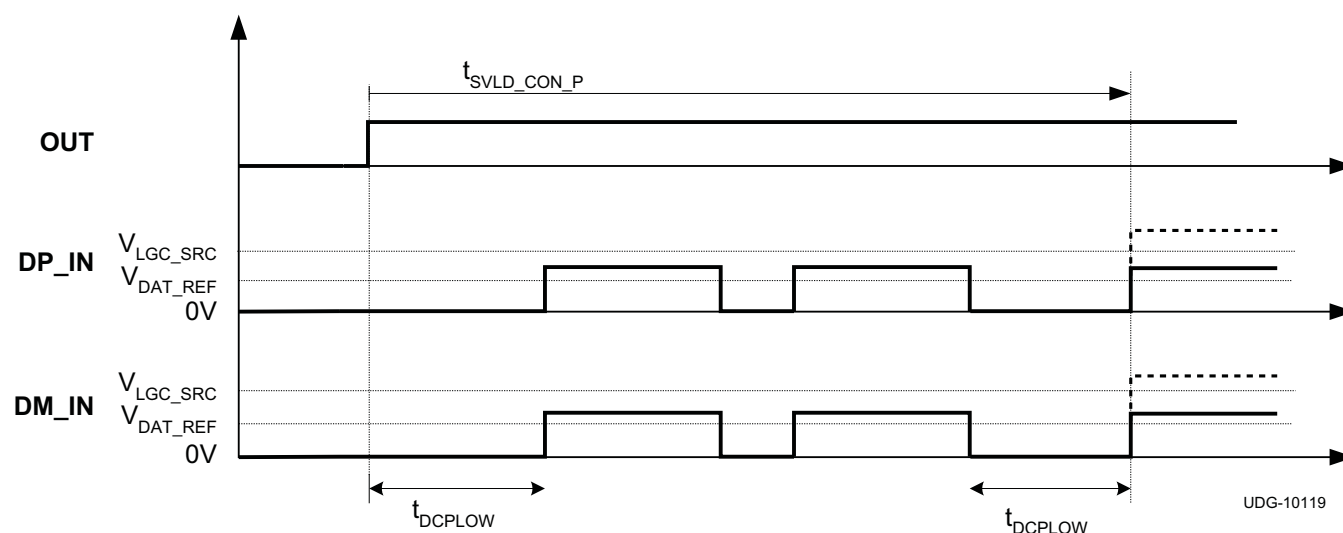 tSVLD_CON_P
OUT
DP_IN
VLGC_SRC
VDAT_REF
0V
DM_IN
VLGC_SRC
VDAT_REF
0V
tDCPLOW
tDCPLOW
UDG-10119